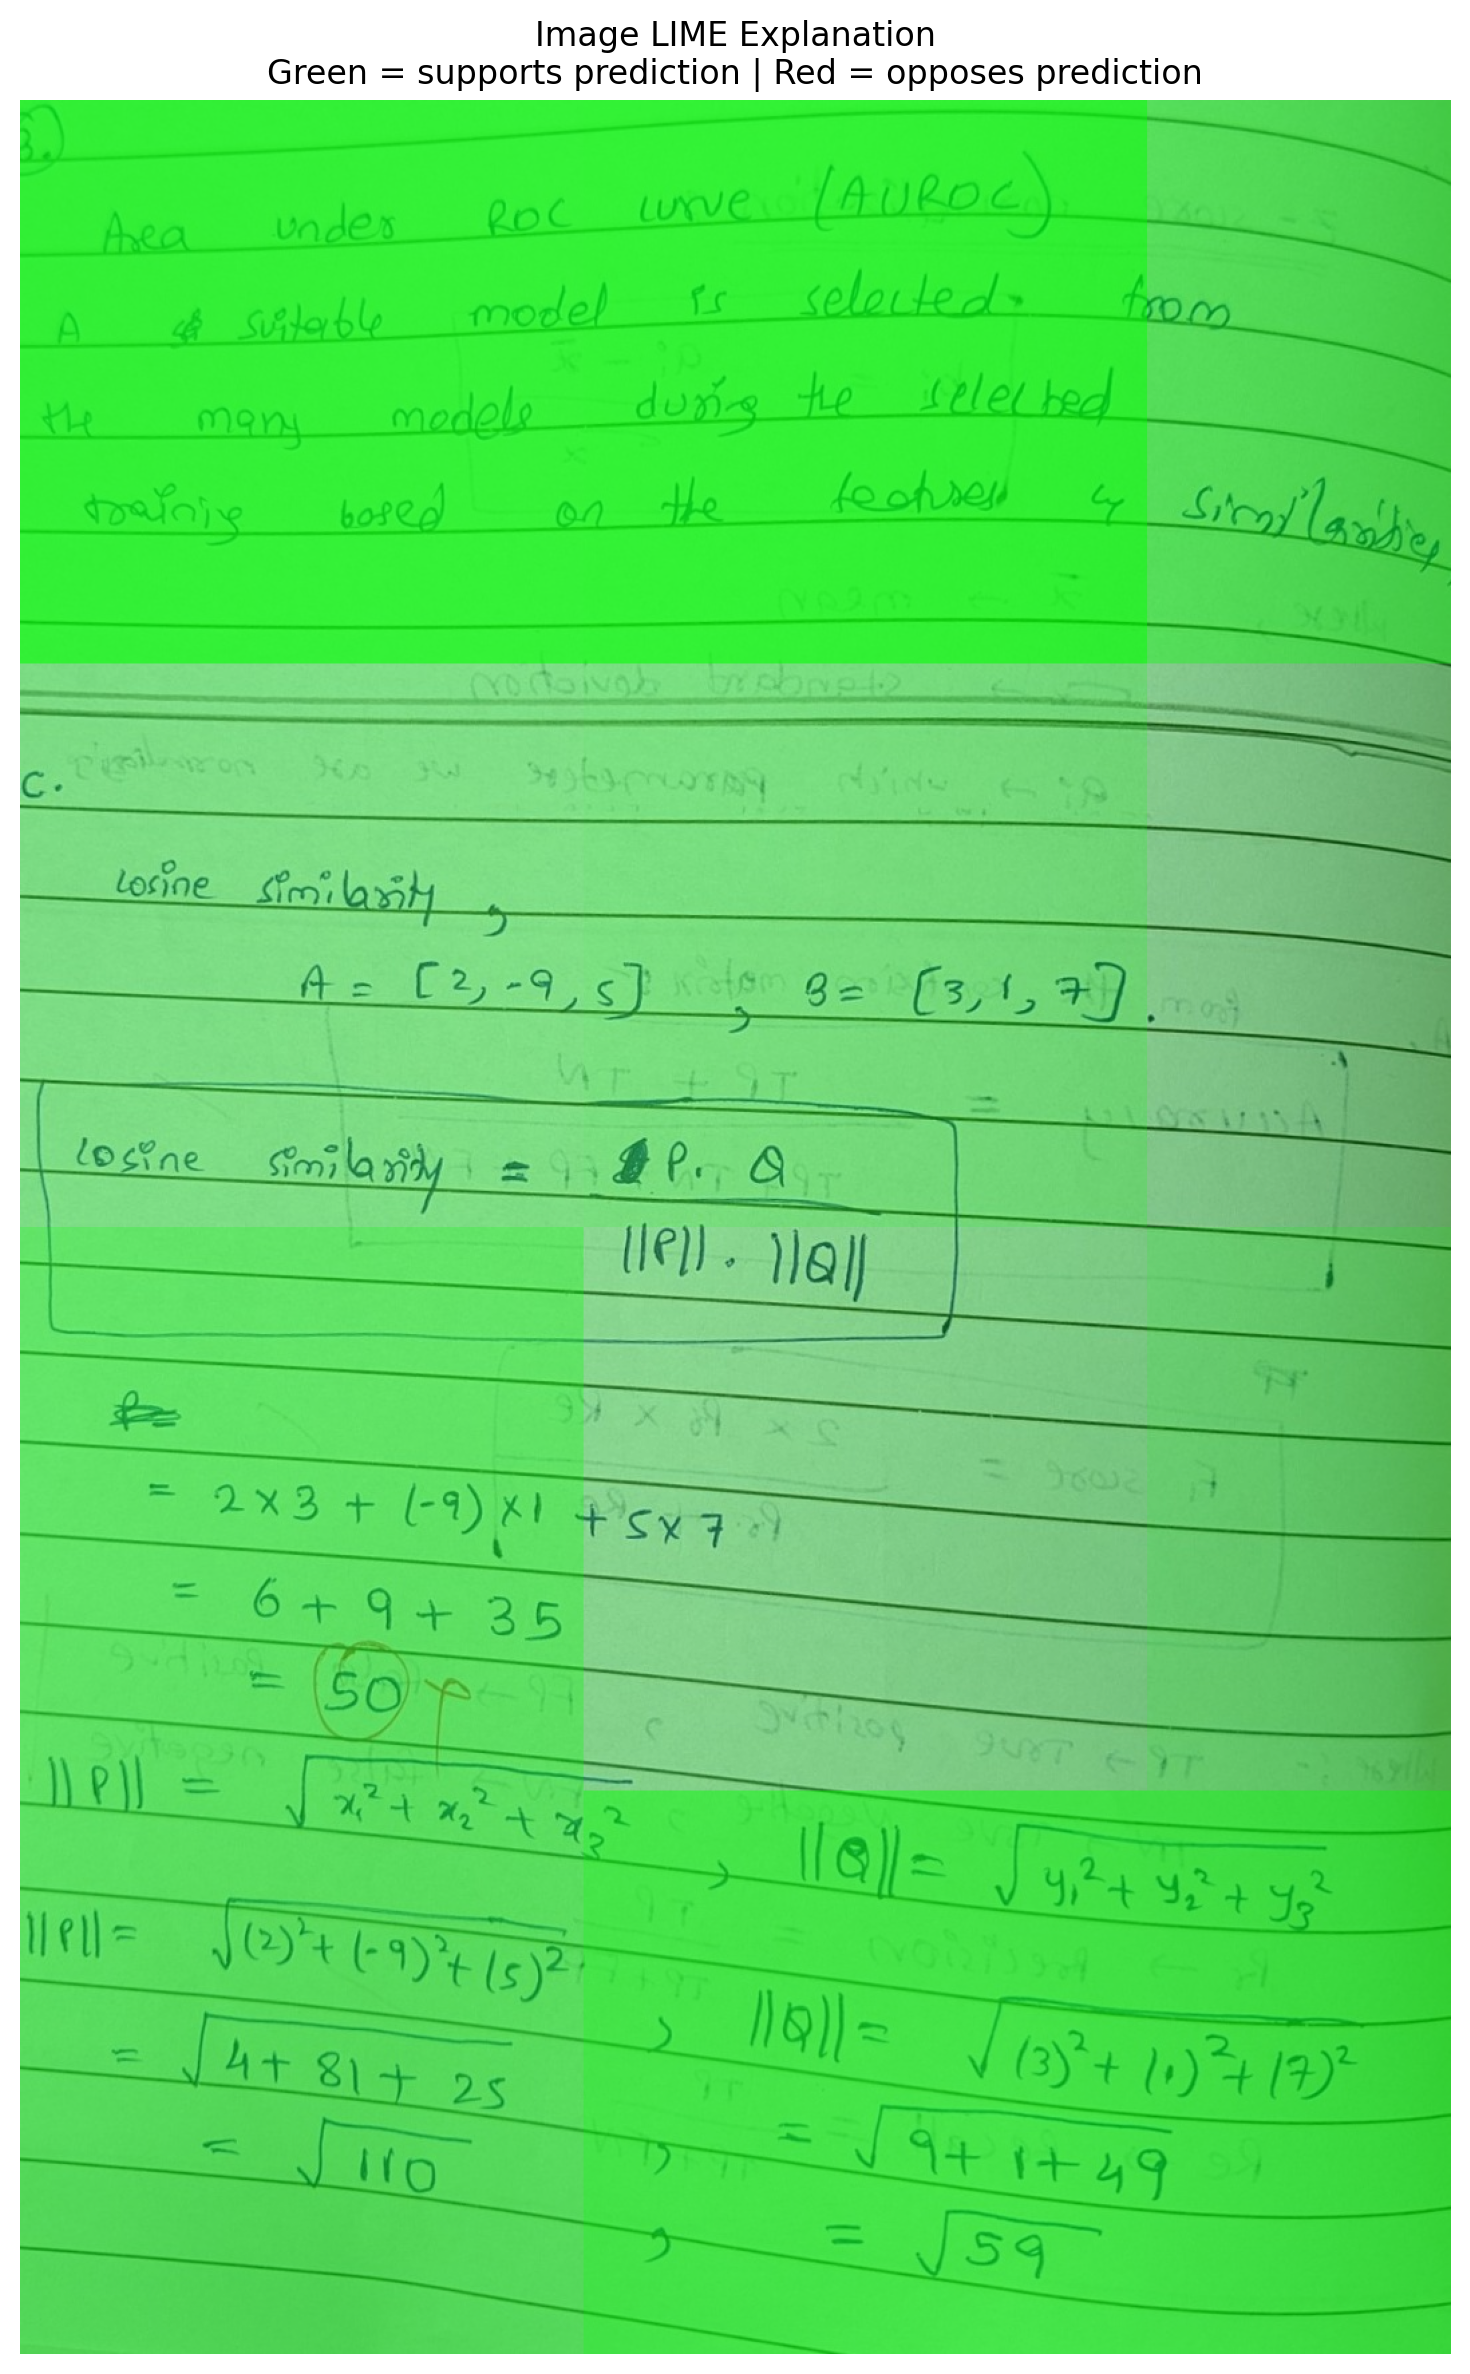 Image LIME Explanation
Green = supports prediction | Red = opposes prediction
Area under ROC curve (AUROC)
A suitable model is selected from
the many models during the selected
training based on the features & similarities,
C.
cosine similarity,
A = [2, -9, 5] , B = [3, 1, 7].
cosine similarity = P. Q
||P|| . ||Q||
= 2 x 3 + (-9) x 1 + 5 x 7
= 6 + 9 + 35
= 50
||P|| = √x₁² + x₂² + x₃² , ||Q|| = √y₁² + y₂² + y₃²
||P|| = √(2)² + (-9)² + (5)² , ||Q|| = √(3)² + (1)² + (7)²
= √4 + 81 + 25 , = √9 + 1 + 49
= √110 , = √59